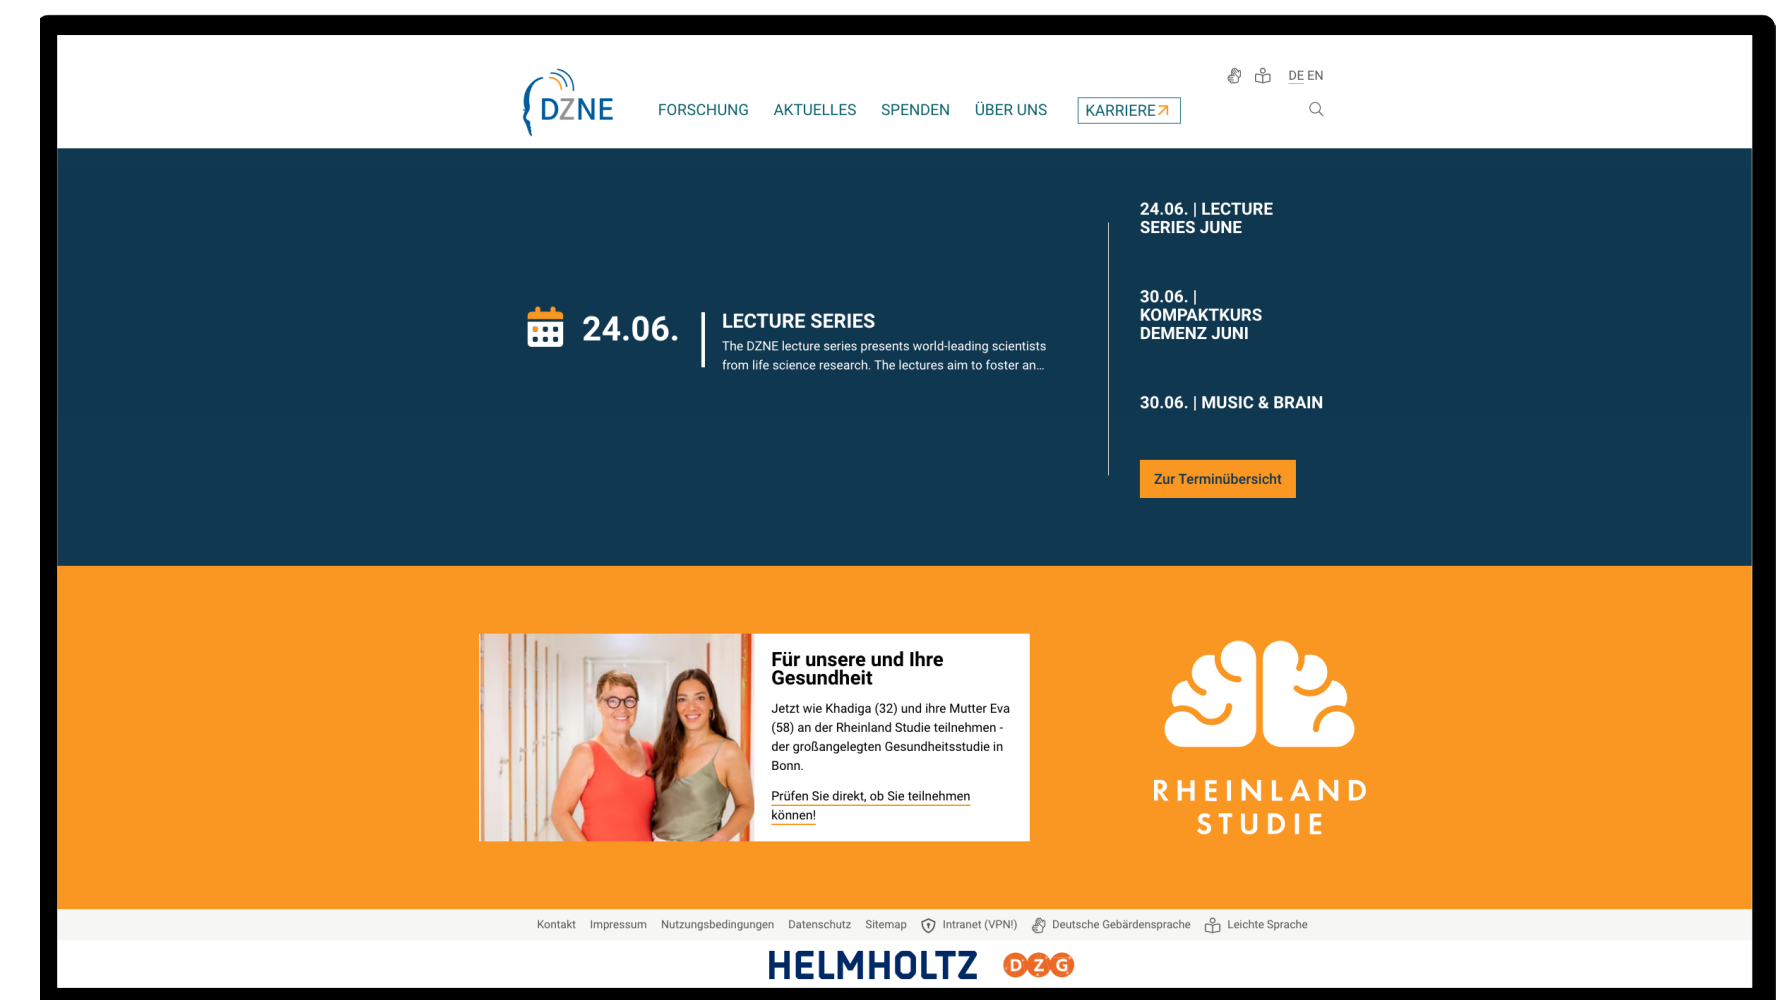 DE EN
DZNE
FORSCHUNG AKTUELLES SPENDEN ÜBER UNS KARRIERE
24.06.
LECTURE SERIES
The DZNE lecture series presents world-leading scientists
from life science research. The lectures aim to foster an...
24.06. | LECTURE
SERIES JUNE
30.06. |
KOMPAKTKURS
DEMENZ JUNI
30.06. | MUSIC & BRAIN
Zur Terminübersicht
Für unsere und Ihre
Gesundheit
Jetzt wie Khadiga (32) und ihre Mutter Eva
(58) an der Rheinland Studie teilnehmen -
der großangelegten Gesundheitsstudie in
Bonn.
Prüfen Sie direkt, ob Sie teilnehmen
können!
RHEINLAND
STUDIE
Kontakt Impressum Nutzungsbedingungen Datenschutz Sitemap Intranet (VPN!) Deutsche Gebärdensprache Leichte Sprache
HELMHOLTZ DZG